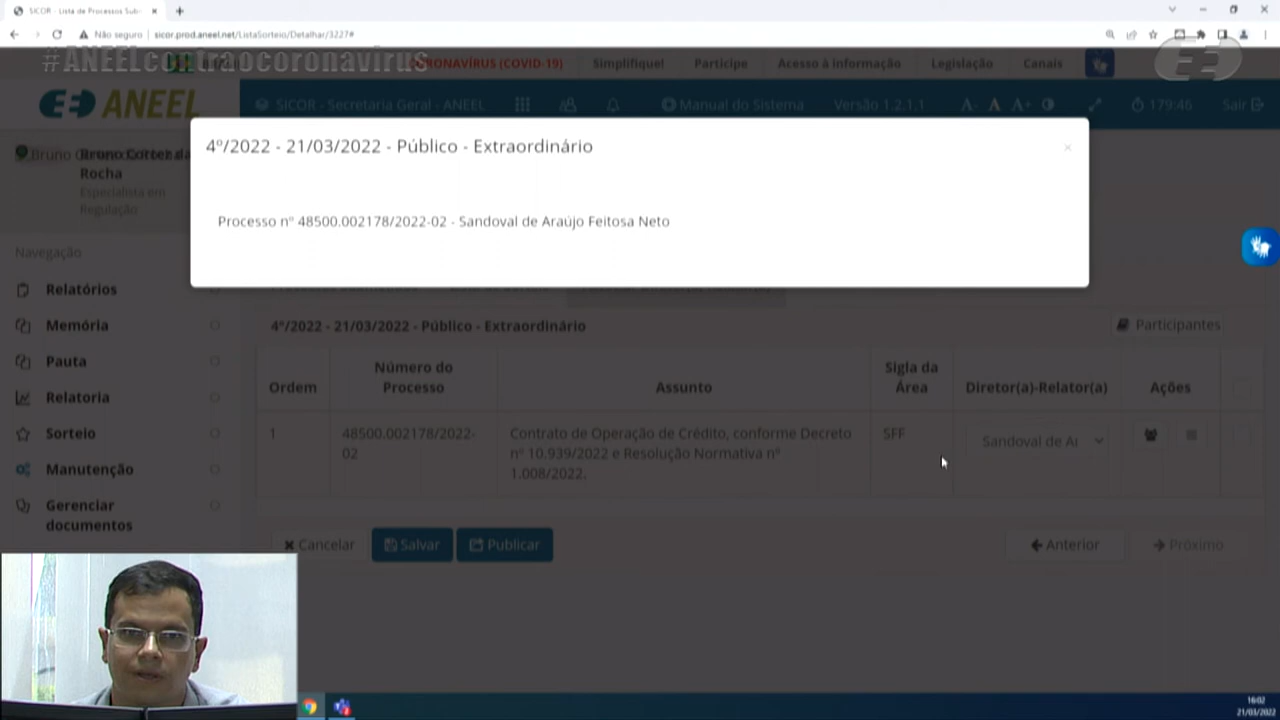 SICOR - Lista de Processos Sub
Não seguro | sicor.prod.aneel.net/ListaSorteio/Detalhar/3227#
#ANEELcontraocoronavirus
CORONAVÍRUS (COVID-19)
Simplifique!
Participe
Acesso à informação
Legislação
Canais
ANEEL
SICOR - Secretaria Geral - ANEEL
Manual do Sistema
Versão 1.2.1.1
A-
A
A+
179:46
Sair
4º/2022 - 21/03/2022 - Público - Extraordinário
×
Processo nº 48500.002178/2022-02 - Sandoval de Araújo Feitosa Neto
Bruno Cortez da
Rocha
Especialista em
Regulação
Navegação
Relatórios
Memória
Pauta
Relatoria
Sorteio
Manutenção
Gerenciar
documentos
4º/2022 - 21/03/2022 - Público - Extraordinário
Participantes
Ordem
Número do
Processo
Assunto
Sigla da
Área
Diretor(a)-Relator(a)
Ações
1
48500.002178/2022-
02
Contrato de Operação de Crédito, conforme Decreto
nº 10.939/2022 e Resolução Normativa nº
1.008/2022.
SFF
Sandoval de Ar
Cancelar
Salvar
Publicar
Anterior
Próximo
16:02
21/03/2022